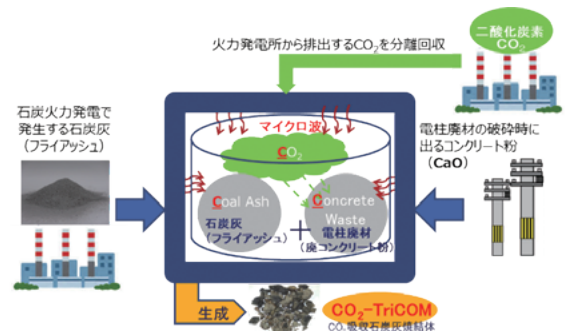 二酸化炭素
CO2
火力発電所から排出するCO2を分離回収
石炭火力発電で
発生する石炭灰
(フライアッシュ)
マイクロ波
CO2
電柱廃材の破砕時に
出るコンクリート粉
(CaO)
Coal Ash
石炭灰
(フライアッシュ)
+
Concrete
Waste
電柱廃材
(廃コンクリート粉)
生成
CO2-TriCOM
CO2吸収石炭灰焼結体